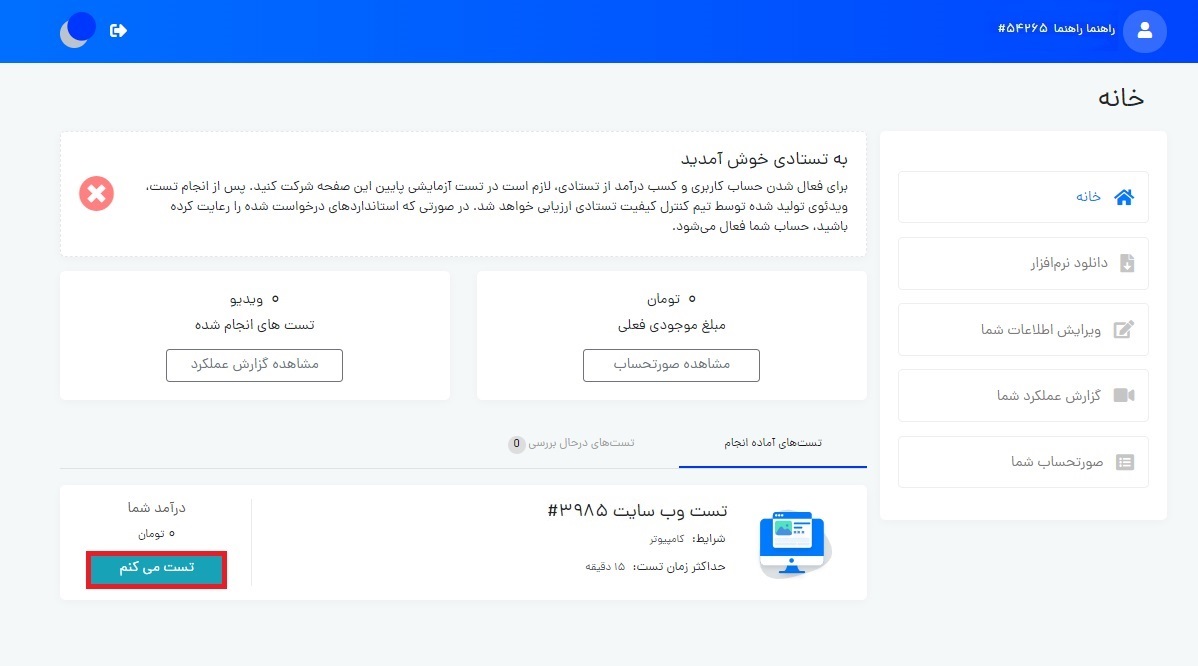 راهنما راهنما #۵۴۲۶۵
خانه
خانه
دانلود نرم‌افزار
ویرایش اطلاعات شما
گزارش عملکرد شما
صورتحساب شما
به تستادی خوش آمدید
برای فعال شدن حساب کاربری و کسب درآمد از تستادی، لازم است در تست آزمایشی پایین این صفحه شرکت کنید. پس از انجام تست،
ویدئوی تولید شده توسط تیم کنترل کیفیت تستادی ارزیابی خواهد شد. در صورتی که استانداردهای درخواست شده را رعایت کرده
باشید، حساب شما فعال می‌شود.
۰ تومان
مبلغ موجودی فعلی
مشاهده صورتحساب
۰ ویدیو
تست های انجام شده
مشاهده گزارش عملکرد
تست‌های آماده انجام
تست‌های درحال بررسی 0
تست وب سایت #۳۹۸۵
شرایط: کامپیوتر
حداکثر زمان تست: ۱۵ دقیقه
درآمد شما
۰ تومان
تست می کنم